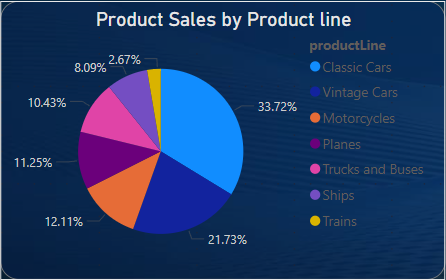 Product Sales by Product line
productLine
Classic Cars
Vintage Cars
Motorcycles
Planes
Trucks and Buses
Ships
Trains
33.72%
21.73%
12.11%
11.25%
10.43%
8.09%
2.67%